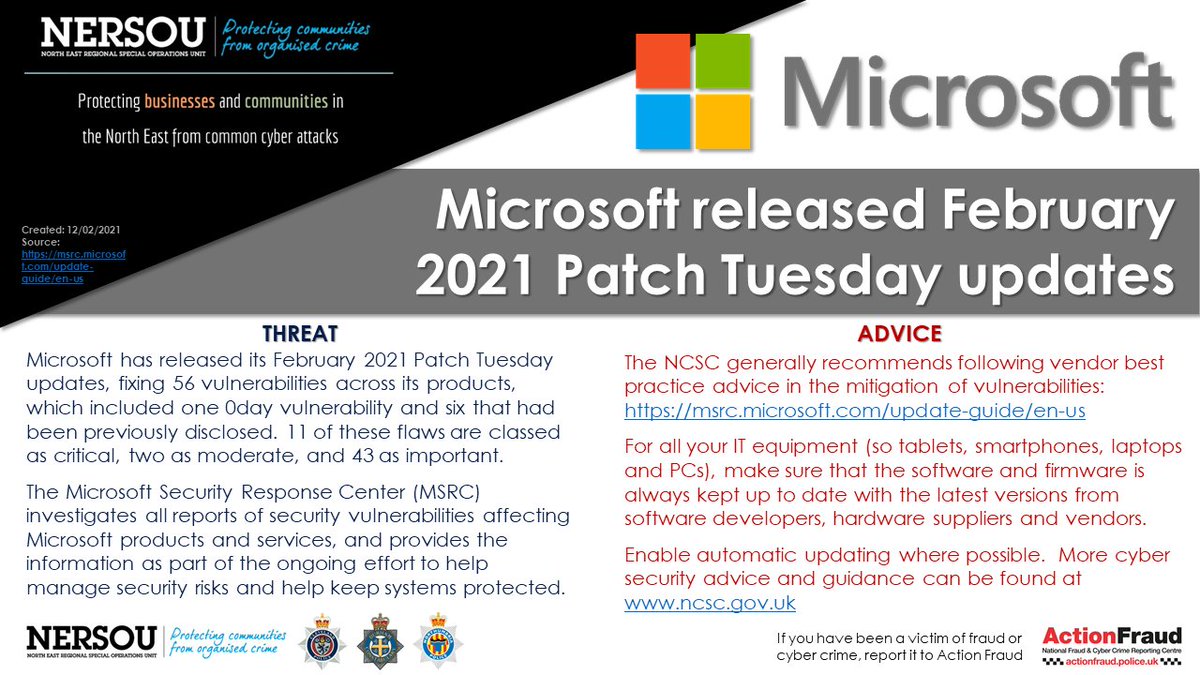 NERSOU
NORTH EAST REGIONAL SPECIAL OPERATIONS UNIT
Protecting communities
from organised crime
Protecting businesses and communities in
the North East from common cyber attacks
Microsoft
Created: 12/02/2021
Source:
https://msrc.microsof
t.com/update-
guide/en-us
Microsoft released February
2021 Patch Tuesday updates
THREAT
Microsoft has released its February 2021 Patch Tuesday
updates, fixing 56 vulnerabilities across its products,
which included one 0day vulnerability and six that had
been previously disclosed. 11 of these flaws are classed
as critical, two as moderate, and 43 as important.
The Microsoft Security Response Center (MSRC)
investigates all reports of security vulnerabilities affecting
Microsoft products and services, and provides the
information as part of the ongoing effort to help
manage security risks and help keep systems protected.
ADVICE
The NCSC generally recommends following vendor best
practice advice in the mitigation of vulnerabilities:
https://msrc.microsoft.com/update-guide/en-us
For all your IT equipment (so tablets, smartphones, laptops
and PCs), make sure that the software and firmware is
always kept up to date with the latest versions from
software developers, hardware suppliers and vendors.
Enable automatic updating where possible. More cyber
security advice and guidance can be found at
www.ncsc.gov.uk
NERSOU
NORTH EAST REGIONAL SPECIAL OPERATIONS UNIT
Protecting communities
from organised crime
If you have been a victim of fraud or
cyber crime, report it to Action Fraud
ActionFraud
National Fraud & Cyber Crime Reporting Centre
actionfraud.police.uk